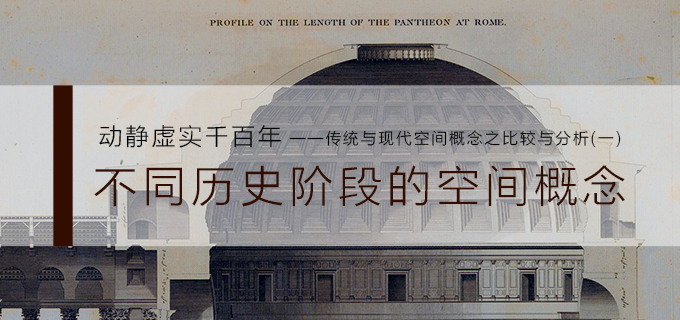 PROFILE ON THE LENGTH OF THE PANTHEON AT ROME.
动静虚实千百年 ——传统与现代空间概念之比较与分析(一)
不同历史阶段的空间概念